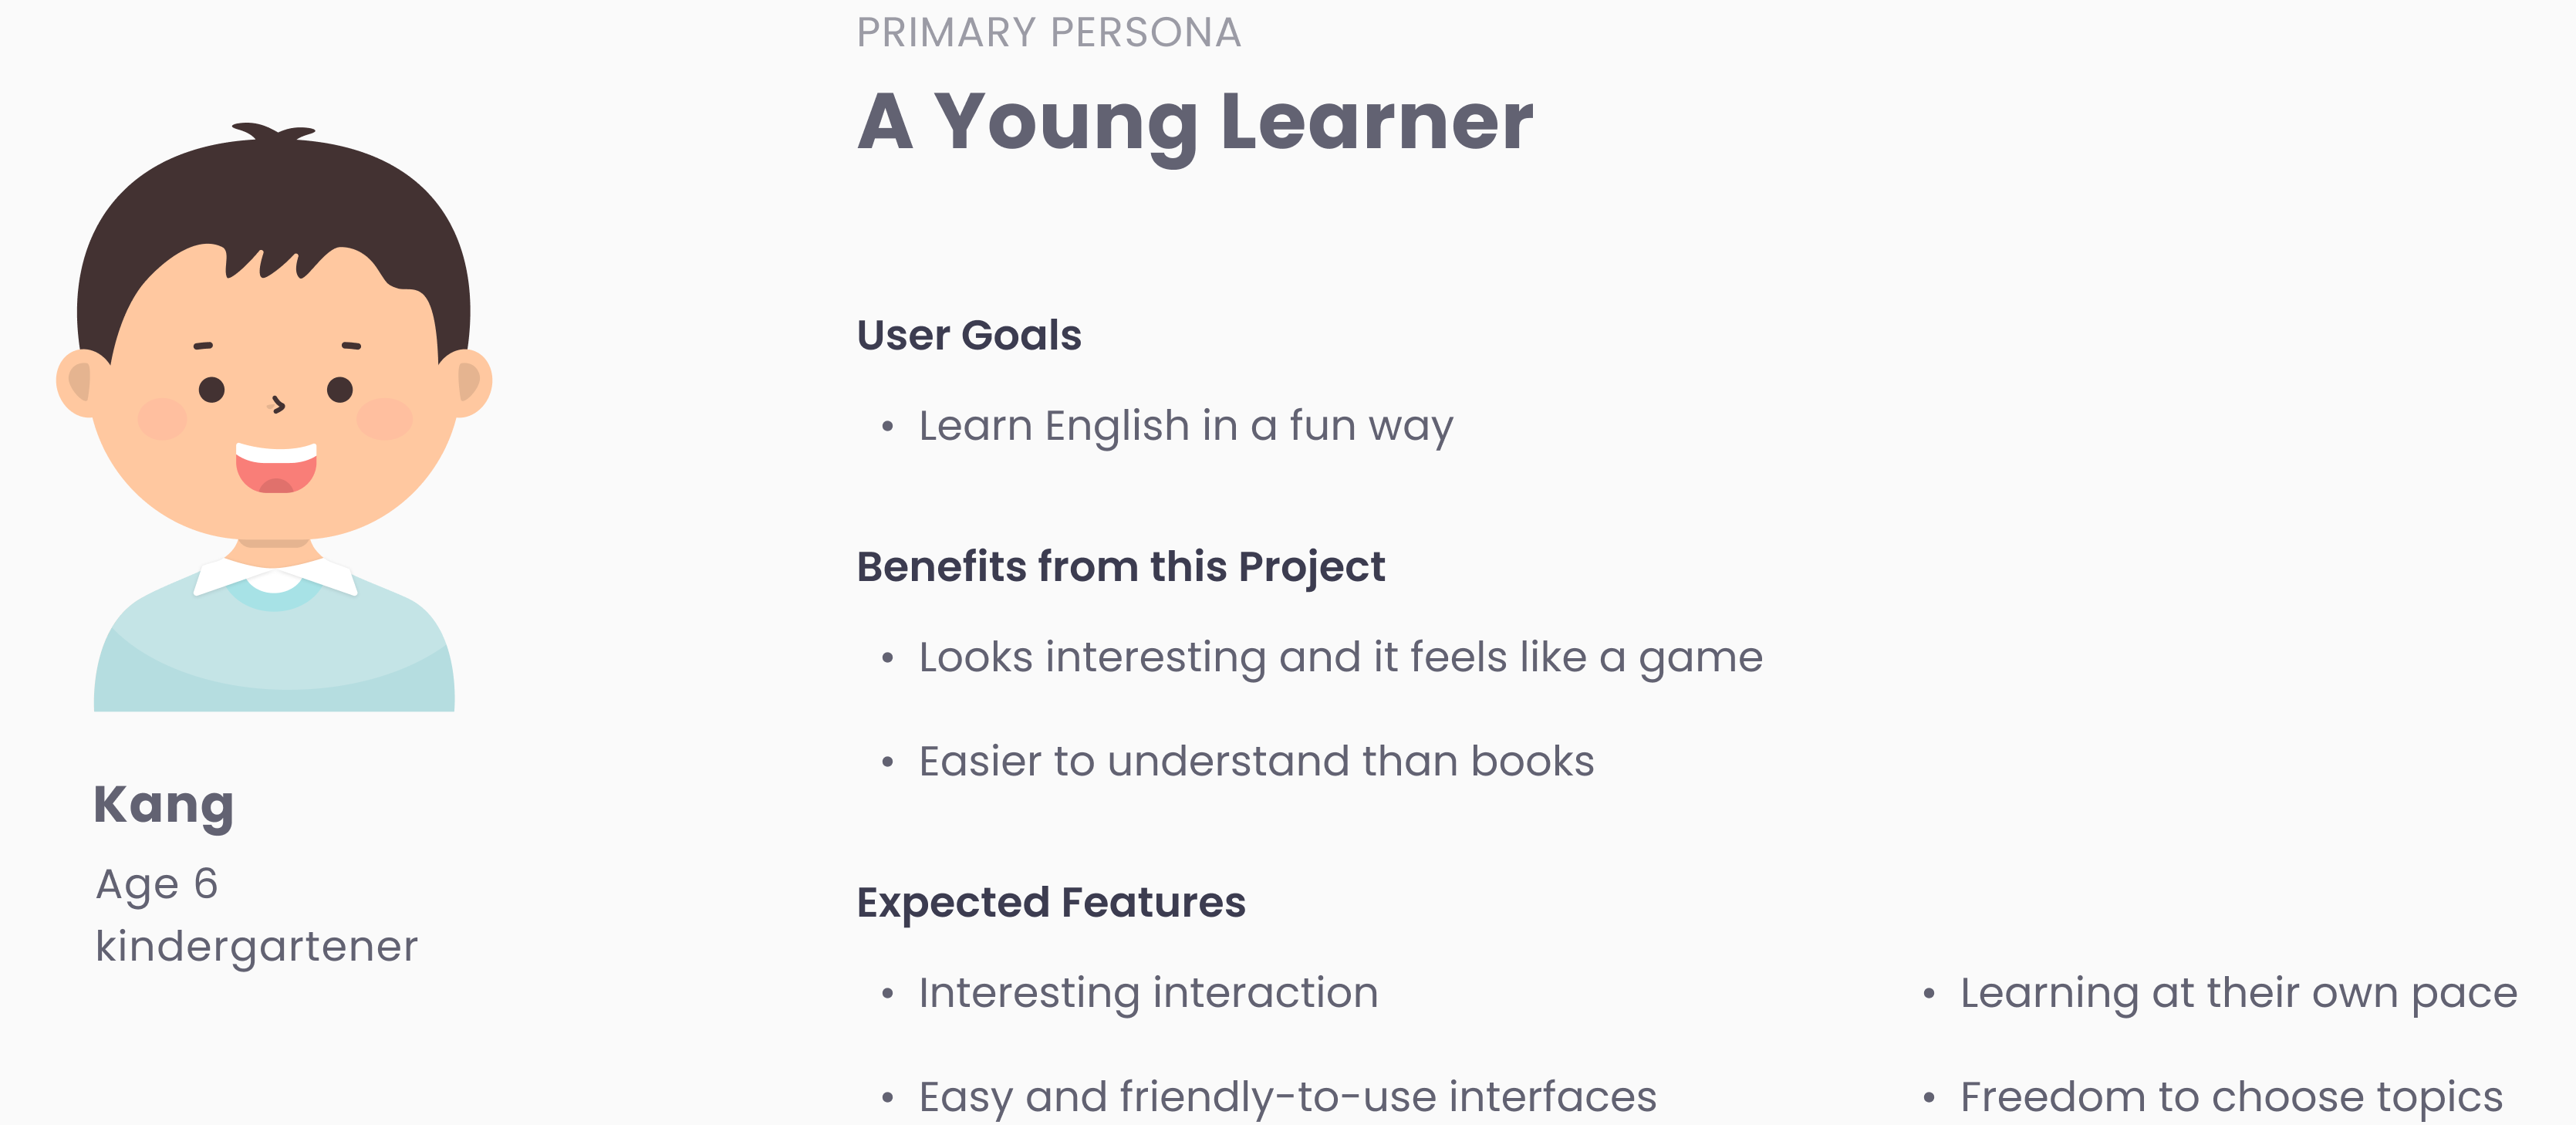 PRIMARY PERSONA
A Young Learner
Kang
Age 6
kindergartener
User Goals
• Learn English in a fun way
Benefits from this Project
• Looks interesting and it feels like a game
• Easier to understand than books
Expected Features
• Interesting interaction
• Easy and friendly-to-use interfaces
• Learning at their own pace
• Freedom to choose topics